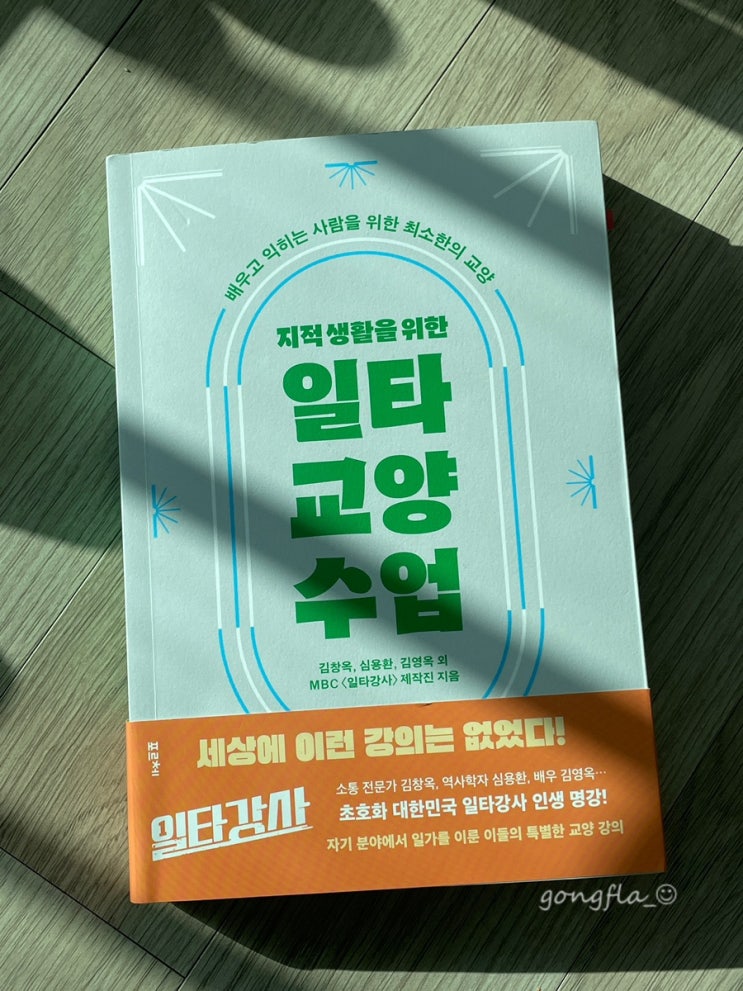 배우고 익히는 사람을 위한 최소한의 교양
지적 생활을 위한
일타
교양
수업
김창옥, 심용환, 김영옥 외
MBC 〈일타강사〉 제작진 지음
포르체
세상에 이런 강의는 없었다!
일타강사
소통 전문가 김창옥, 역사학자 심용환, 배우 김영옥…
초호화 대한민국 일타강사 인생 명강!
자기 분야에서 일가를 이룬 이들의 특별한 교양 강의
gongfla_☺